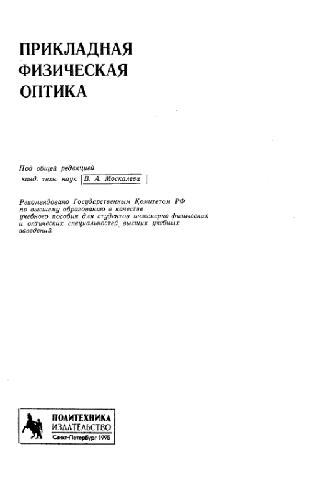 ПРИКЛАДНАЯ
ФИЗИЧЕСКАЯ
ОПТИКА
Под общей редакцией
канд. техн. наук В. А. Москалева
Рекомендовано Государственным Комитетом РФ
по высшему образованию в качестве
учебного пособия для студентов инженерно физических
и оптических специальностей высших учебных
заведений
ПОЛИТЕХНИКА
ИЗДАТЕЛЬСТВО
Санкт-Петербург 1995